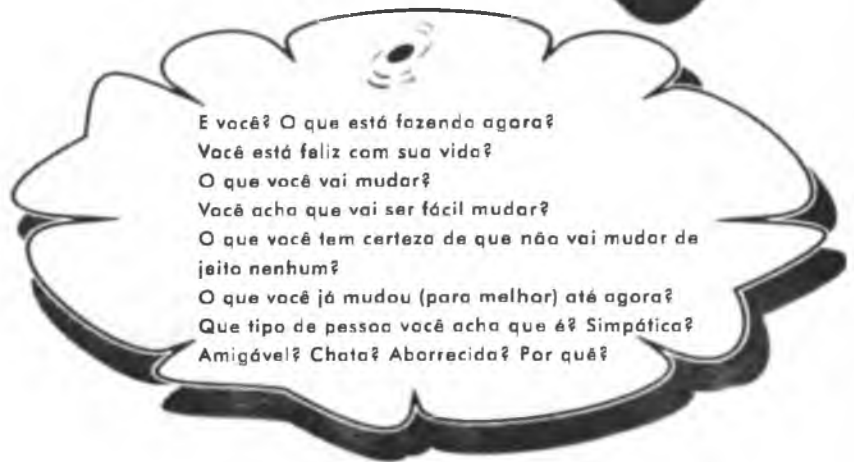 E você? O que está fazendo agora?
Você está feliz com sua vida?
O que você vai mudar?
Você acha que vai ser fácil mudar?
O que você tem certeza de que não vai mudar de
jeito nenhum?
O que você já mudou (para melhor) até agora?
Que tipo de pessoa você acha que é? Simpática?
Amigável? Chata? Aborrecida? Por quê?